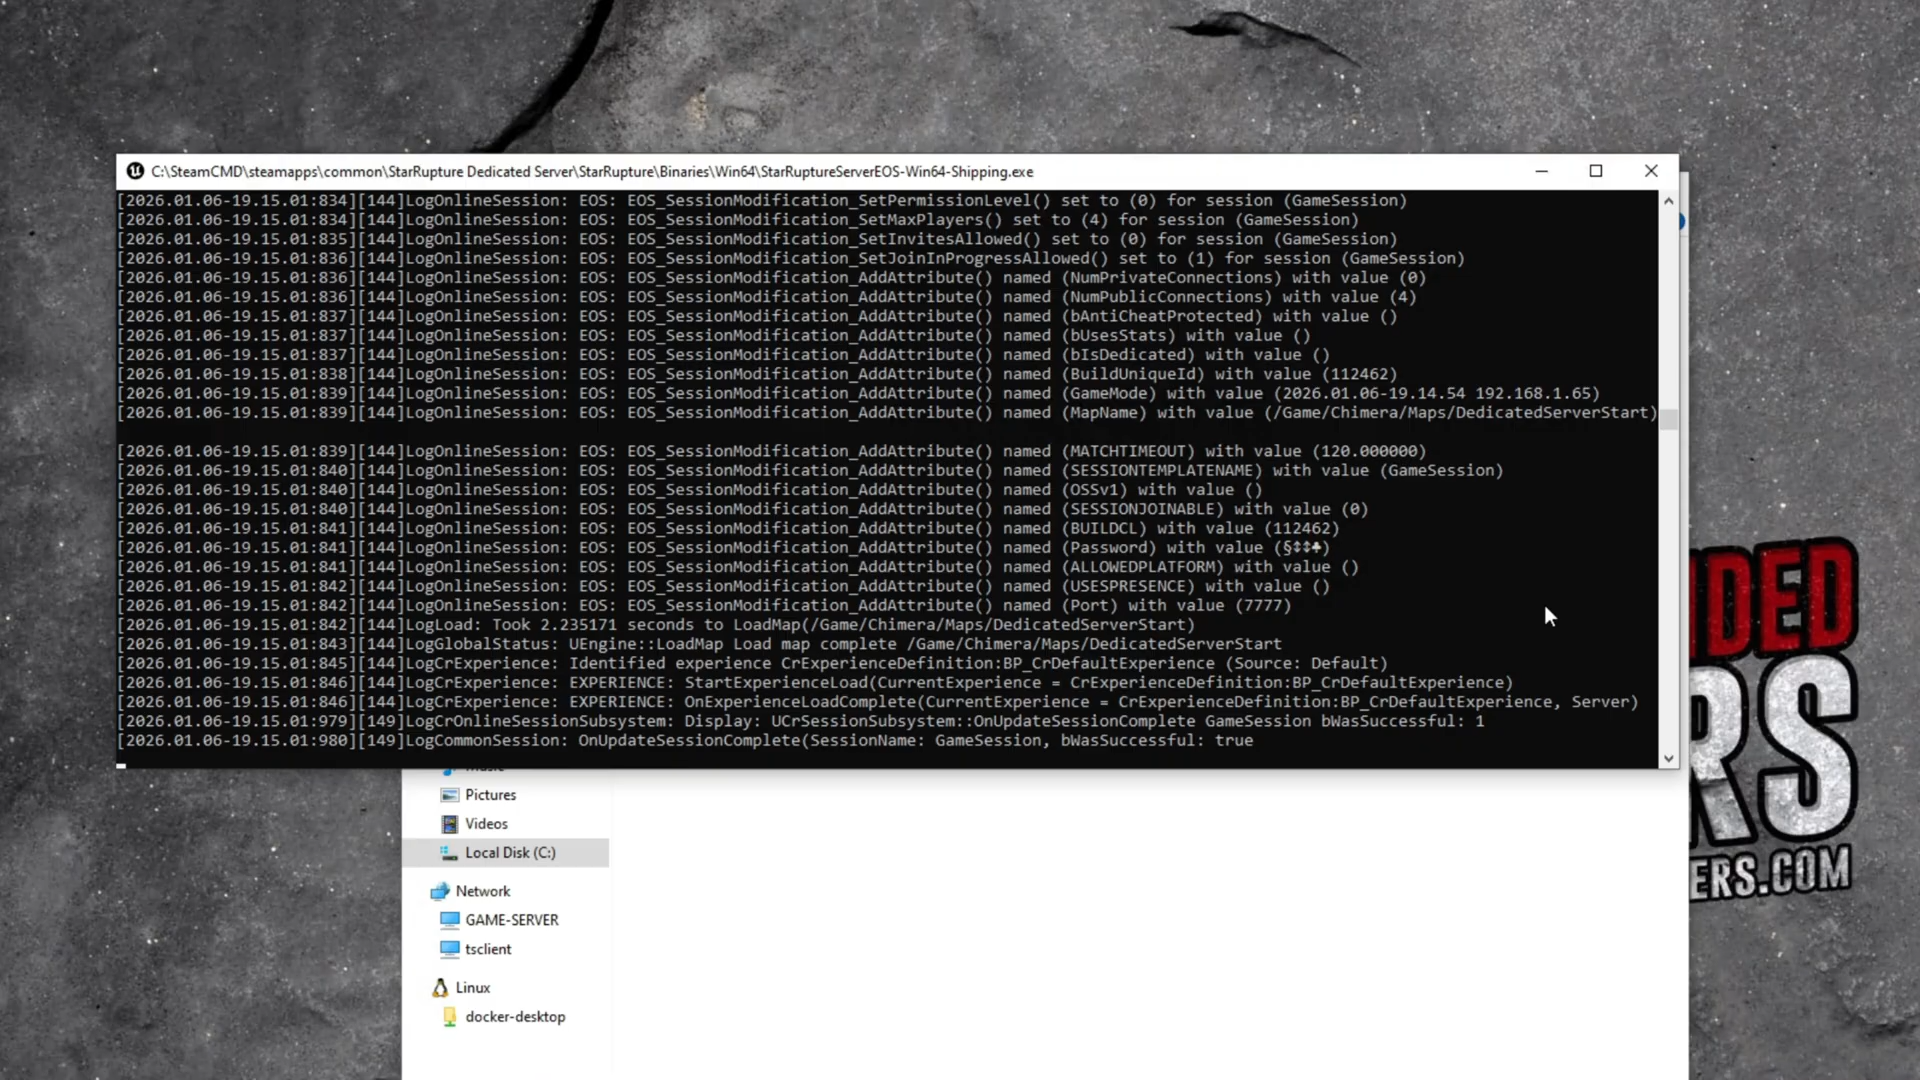 C:\SteamCMD\steamapps\common\StarRupture Dedicated Server\StarRupture\Binaries\Win64\StarRuptureServerEOS-Win64-Shipping.exe
[2026.01.06-19.15.01:834][144]LogOnlineSession: EOS: EOS_SessionModification_SetPermissionLevel() set to (0) for session (GameSession)
[2026.01.06-19.15.01:834][144]LogOnlineSession: EOS: EOS_SessionModification_SetMaxPlayers() set to (4) for session (GameSession)
[2026.01.06-19.15.01:835][144]LogOnlineSession: EOS: EOS_SessionModification_SetInvitesAllowed() set to (0) for session (GameSession)
[2026.01.06-19.15.01:836][144]LogOnlineSession: EOS: EOS_SessionModification_SetJoinInProgressAllowed() set to (1) for session (GameSession)
[2026.01.06-19.15.01:836][144]LogOnlineSession: EOS: EOS_SessionModification_AddAttribute() named (NumPrivateConnections) with value (0)
[2026.01.06-19.15.01:836][144]LogOnlineSession: EOS: EOS_SessionModification_AddAttribute() named (NumPublicConnections) with value (4)
[2026.01.06-19.15.01:837][144]LogOnlineSession: EOS: EOS_SessionModification_AddAttribute() named (bAntiCheatProtected) with value ()
[2026.01.06-19.15.01:837][144]LogOnlineSession: EOS: EOS_SessionModification_AddAttribute() named (bUsesStats) with value ()
[2026.01.06-19.15.01:837][144]LogOnlineSession: EOS: EOS_SessionModification_AddAttribute() named (bIsDedicated) with value ()
[2026.01.06-19.15.01:838][144]LogOnlineSession: EOS: EOS_SessionModification_AddAttribute() named (BuildUniqueId) with value (112462)
[2026.01.06-19.15.01:839][144]LogOnlineSession: EOS: EOS_SessionModification_AddAttribute() named (GameMode) with value (2026.01.06-19.14.54 192.168.1.65)
[2026.01.06-19.15.01:839][144]LogOnlineSession: EOS: EOS_SessionModification_AddAttribute() named (MapName) with value (/Game/Chimera/Maps/DedicatedServerStart)
[2026.01.06-19.15.01:839][144]LogOnlineSession: EOS: EOS_SessionModification_AddAttribute() named (MATCHTIMEOUT) with value (120.000000)
[2026.01.06-19.15.01:840][144]LogOnlineSession: EOS: EOS_SessionModification_AddAttribute() named (SESSIONTEMPLATENAME) with value (GameSession)
[2026.01.06-19.15.01:840][144]LogOnlineSession: EOS: EOS_SessionModification_AddAttribute() named (OSSv1) with value ()
[2026.01.06-19.15.01:840][144]LogOnlineSession: EOS: EOS_SessionModification_AddAttribute() named (SESSIONJOINABLE) with value (0)
[2026.01.06-19.15.01:841][144]LogOnlineSession: EOS: EOS_SessionModification_AddAttribute() named (BUILDCL) with value (112462)
[2026.01.06-19.15.01:841][144]LogOnlineSession: EOS: EOS_SessionModification_AddAttribute() named (Password) with value (§↕↕♣)
[2026.01.06-19.15.01:841][144]LogOnlineSession: EOS: EOS_SessionModification_AddAttribute() named (ALLOWEDPLATFORM) with value ()
[2026.01.06-19.15.01:842][144]LogOnlineSession: EOS: EOS_SessionModification_AddAttribute() named (USESPRESENCE) with value ()
[2026.01.06-19.15.01:842][144]LogOnlineSession: EOS: EOS_SessionModification_AddAttribute() named (Port) with value (7777)
[2026.01.06-19.15.01:842][144]LogLoad: Took 2.235171 seconds to LoadMap(/Game/Chimera/Maps/DedicatedServerStart)
[2026.01.06-19.15.01:843][144]LogGlobalStatus: UEngine::LoadMap Load map complete /Game/Chimera/Maps/DedicatedServerStart
[2026.01.06-19.15.01:845][144]LogCrExperience: Identified experience CrExperienceDefinition:BP_CrDefaultExperience (Source: Default)
[2026.01.06-19.15.01:846][144]LogCrExperience: EXPERIENCE: StartExperienceLoad(CurrentExperience = CrExperienceDefinition:BP_CrDefaultExperience)
[2026.01.06-19.15.01:846][144]LogCrExperience: EXPERIENCE: OnExperienceLoadComplete(CurrentExperience = CrExperienceDefinition:BP_CrDefaultExperience, Server)
[2026.01.06-19.15.01:979][149]LogCrOnlineSessionSubsystem: Display: UCrSessionSubsystem::OnUpdateSessionComplete GameSession bWasSuccessful: 1
[2026.01.06-19.15.01:980][149]LogCommonSession: OnUpdateSessionComplete(SessionName: GameSession, bWasSuccessful: true
Pictures
Videos
Local Disk (C:)
Network
GAME-SERVER
tsclient
Linux
docker-desktop
DED
RS
ERS.COM